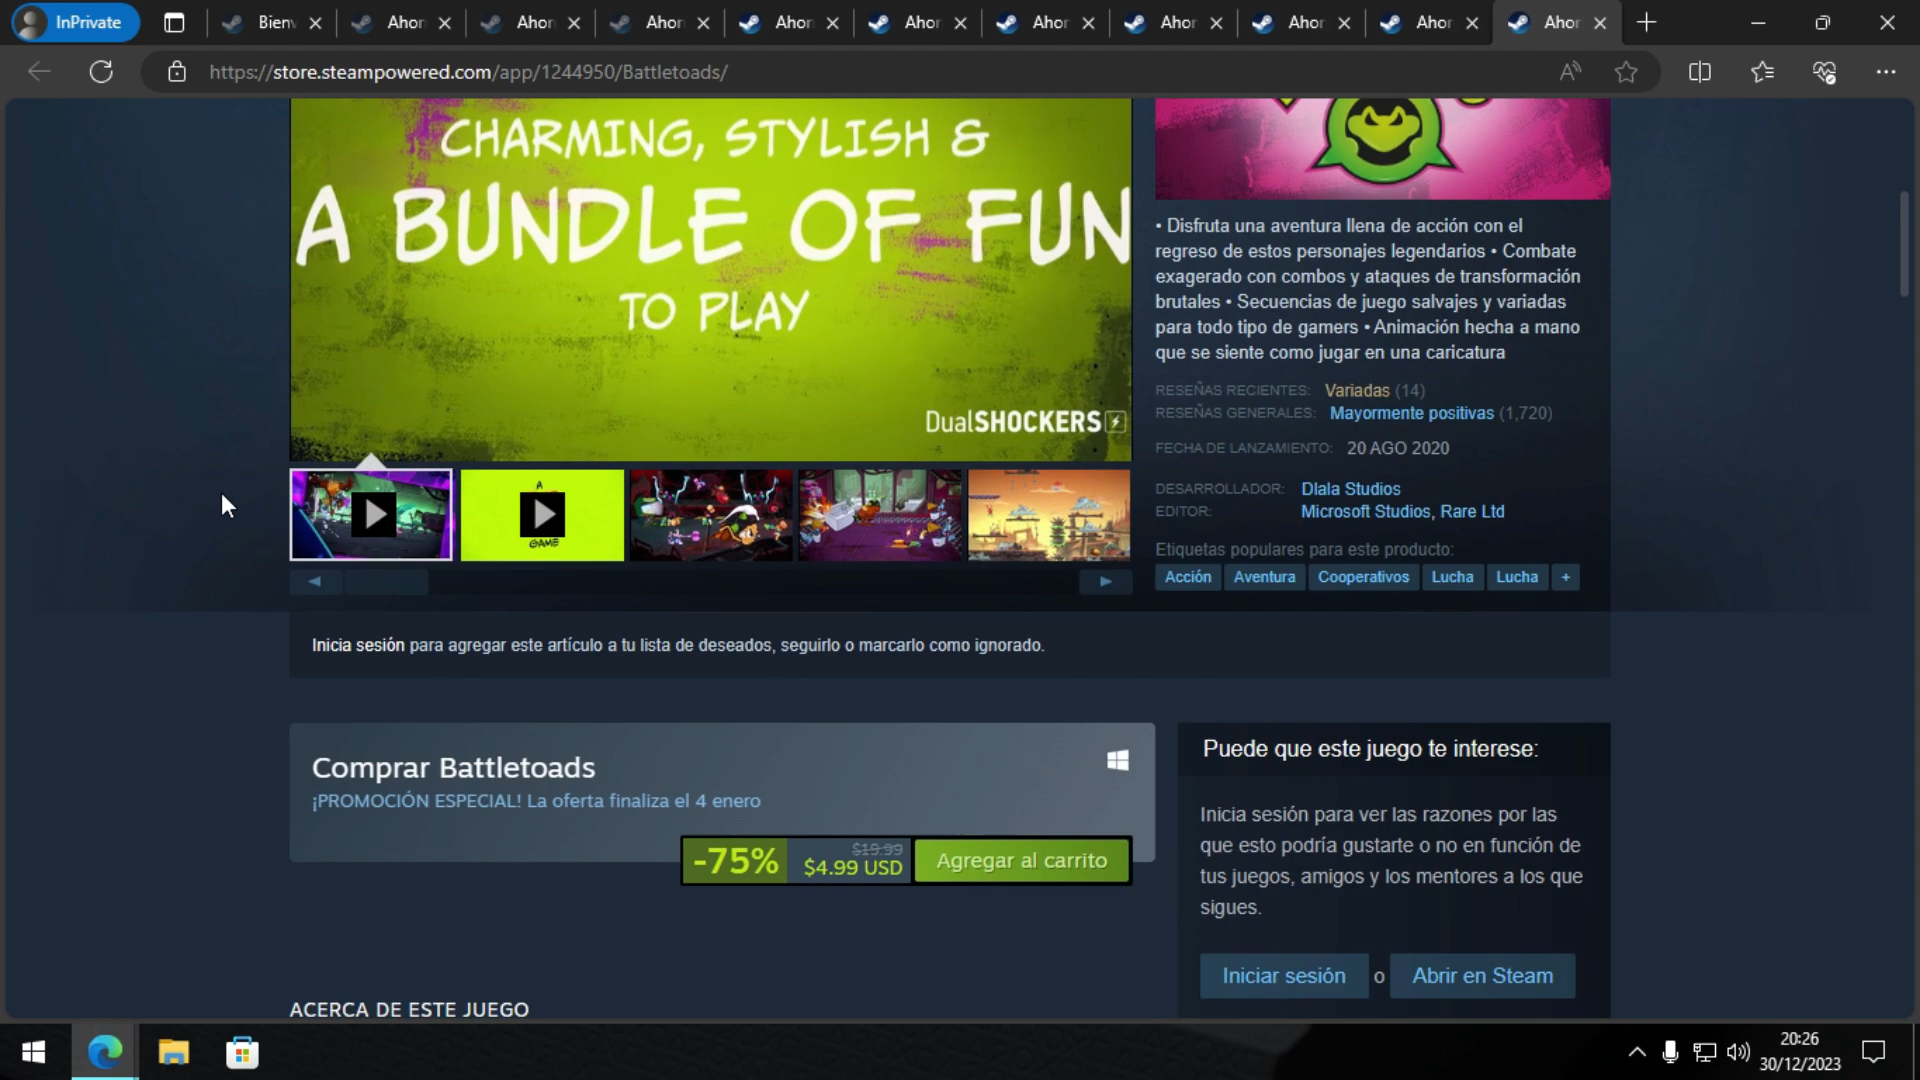 InPrivate
Bienv
Ahor
Ahor
Ahor
Ahor
Ahor
Ahor
Ahor
Ahor
Ahor
Ahor
https://store.steampowered.com/app/1244950/Battletoads/
CHARMING, STYLISH &
A BUNDLE OF FUN
TO PLAY
DualSHOCKERS
A
GAME
• Disfruta una aventura llena de acción con el
regreso de estos personajes legendarios • Combate
exagerado con combos y ataques de transformación
brutales • Secuencias de juego salvajes y variadas
para todo tipo de gamers • Animación hecha a mano
que se siente como jugar en una caricatura
RESEÑAS RECIENTES: Variadas (14)
RESEÑAS GENERALES: Mayormente positivas (1,720)
FECHA DE LANZAMIENTO: 20 AGO 2020
DESARROLLADOR: Dlala Studios
EDITOR: Microsoft Studios, Rare Ltd
Etiquetas populares para este producto:
Acción Aventura Cooperativos Lucha Lucha +
Inicia sesión para agregar este artículo a tu lista de deseados, seguirlo o marcarlo como ignorado.
Comprar Battletoads
¡PROMOCIÓN ESPECIAL! La oferta finaliza el 4 enero
-75%
$19.99
$4.99 USD
Agregar al carrito
Puede que este juego te interese:
Inicia sesión para ver las razones por las
que esto podría gustarte o no en función de
tus juegos, amigos y los mentores a los que
sigues.
Iniciar sesión o Abrir en Steam
ACERCA DE ESTE JUEGO
20:26
30/12/2023